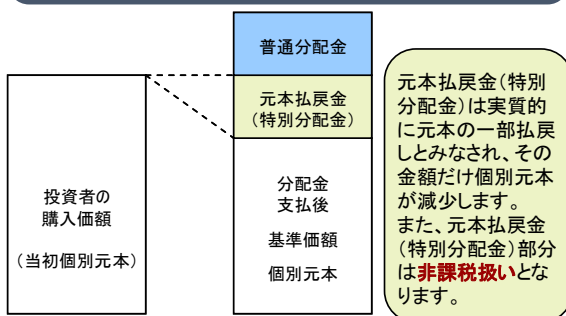 普通分配金
元本払戻金
(特別分配金)
投資者の
購入価額
(当初個別元本)
分配金
支払後
基準価額
個別元本
元本払戻金(特別
分配金)は実質的
に元本の一部払戻
しとみなされ、その
金額だけ個別元本
が減少します。
また、元本払戻金
(特別分配金)部分
は非課税扱いとな
ります。